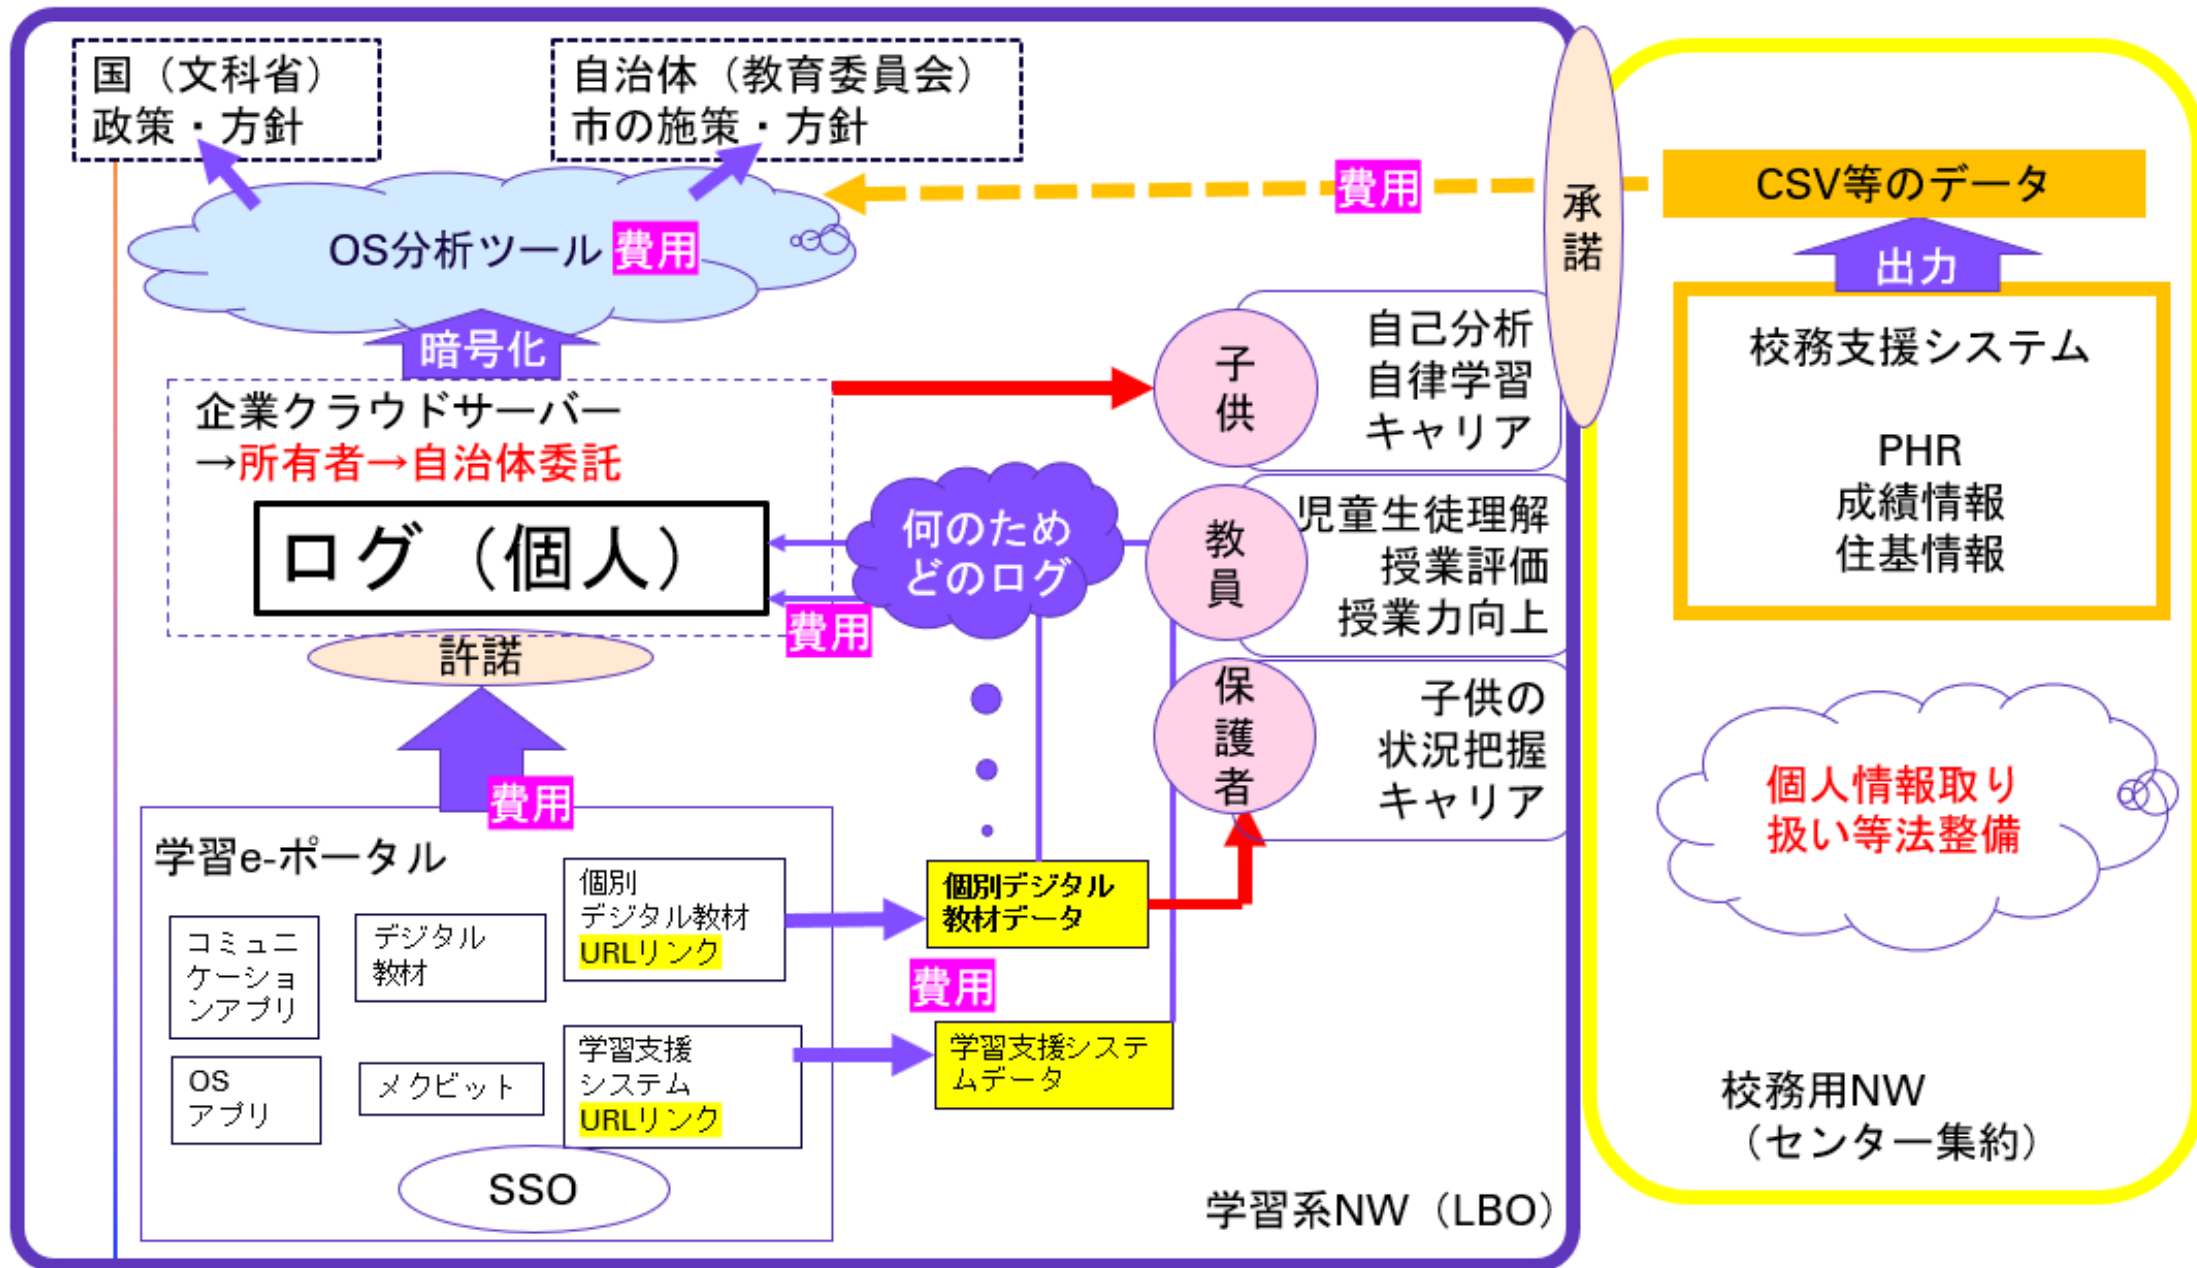 国（文科省）
政策・方針
自治体（教育委員会）
市の施策・方針
OS分析ツール
費用
費用
承諾
CSV等のデータ
出力
校務支援システム
PHR
成績情報
住基情報
暗号化
企業クラウドサーバー
→所有者→自治体委託
ログ（個人）
許諾
費用
何のため
どのログ
費用
子供
自己分析
自律学習
キャリア
教員
児童生徒理解
授業評価
授業力向上
保護者
子供の
状況把握
キャリア
個人情報取り
扱い等法整備
学習e-ポータル
コミュニ
ケーショ
ンアプリ
デジタル
教材
個別
デジタル教材
URLリンク
OS
アプリ
メクビット
学習支援
システム
URLリンク
SSO
個別デジタル
教材データ
費用
学習支援システ
ムデータ
学習系NW（LBO）
校務用NW
（センター集約）